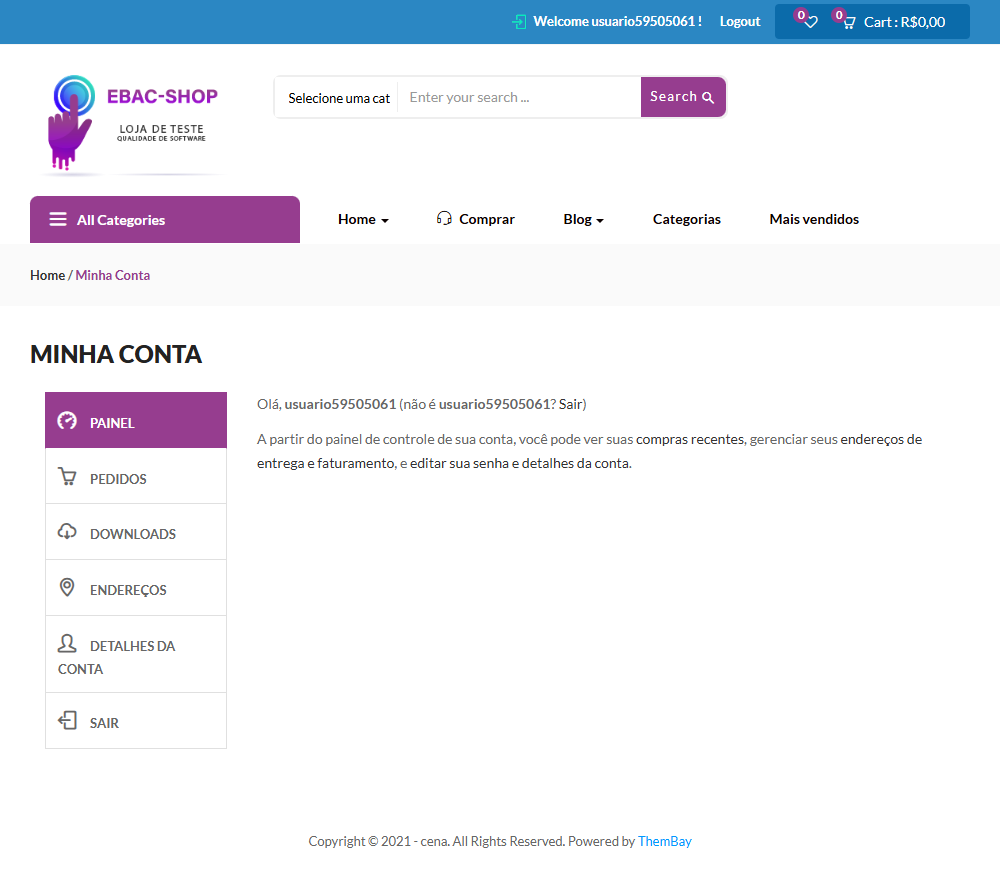 Welcome usuario59505061 ! Logout 0 0 Cart : R$0,00
EBAC-SHOP
LOJA DE TESTE
QUALIDADE DE SOFTWARE
Selecione uma cat Enter your search ... Search
All Categories Home Comprar Blog Categorias Mais vendidos
Home / Minha Conta
MINHA CONTA
PAINEL
PEDIDOS
DOWNLOADS
ENDEREÇOS
DETALHES DA
CONTA
SAIR
Olá, usuario59505061 (não é usuario59505061? Sair)
A partir do painel de controle de sua conta, você pode ver suas compras recentes, gerenciar seus endereços de
entrega e faturamento, e editar sua senha e detalhes da conta.
Copyright © 2021 - cena. All Rights Reserved. Powered by ThemBay